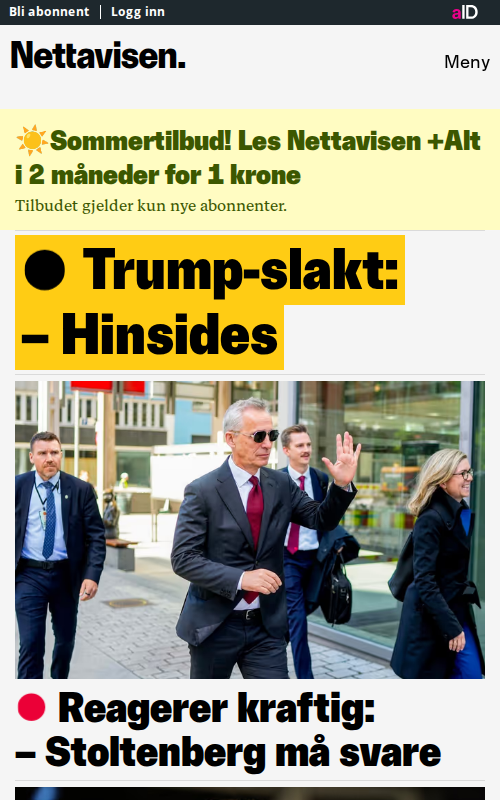 Bli abonnent | Logg inn
aID
Nettavisen.
Meny
☀️Sommertilbud! Les Nettavisen +Alt
i 2 måneder for 1 krone
Tilbudet gjelder kun nye abonnenter.
● Trump-slakt:
– Hinsides
🔴 Reagerer kraftig:
– Stoltenberg må svare